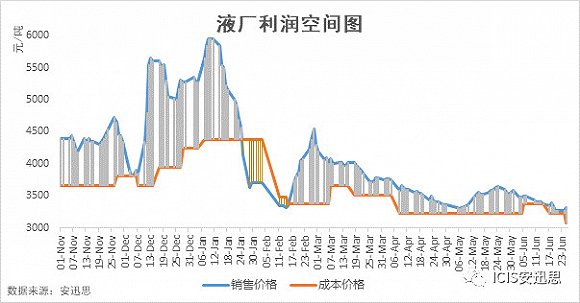 液厂利润空间图
元/吨
6000
5500
5000
4500
4000
3500
3000
01-Nov
07-Nov
13-Nov
19-Nov
25-Nov
01-Dec
07-Dec
13-Dec
19-Dec
25-Dec
31-Dec
06-Jan
12-Jan
18-Jan
24-Jan
30-Jan
05-Feb
11-Feb
17-Feb
23-Feb
01-Mar
07-Mar
13-Mar
19-Mar
25-Mar
31-Mar
06-Apr
12-Apr
18-Apr
24-Apr
30-Apr
06-May
12-May
18-May
24-May
30-May
05-Jun
11-Jun
17-Jun
23-Jun
数据来源：安迅思
销售价格
成本价格
ICIS安迅思